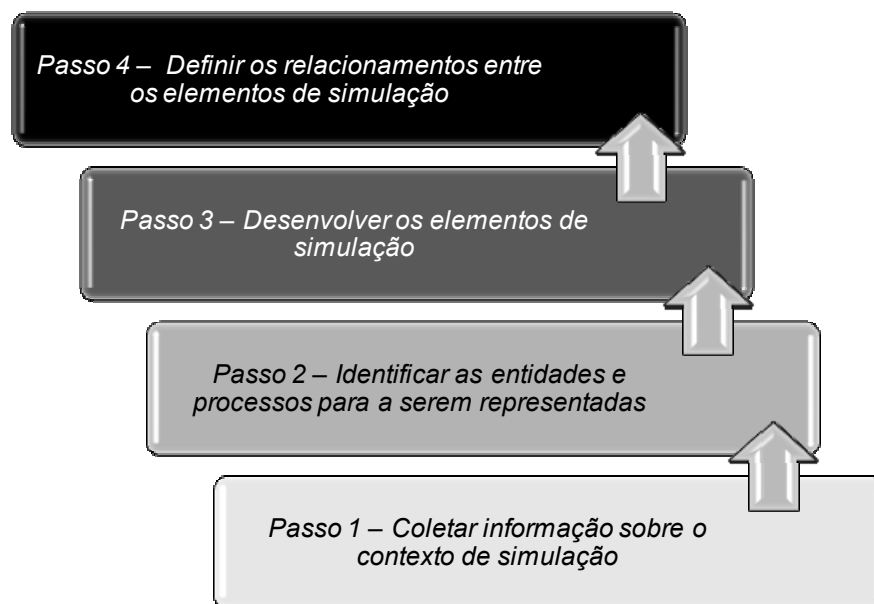 Passo 4 – Definir os relacionamentos entre
os elementos de simulação
Passo 3 – Desenvolver os elementos de
simulação
Passo 2 – Identificar as entidades e
processos para a serem representadas
Passo 1 – Coletar informação sobre o
contexto de simulação